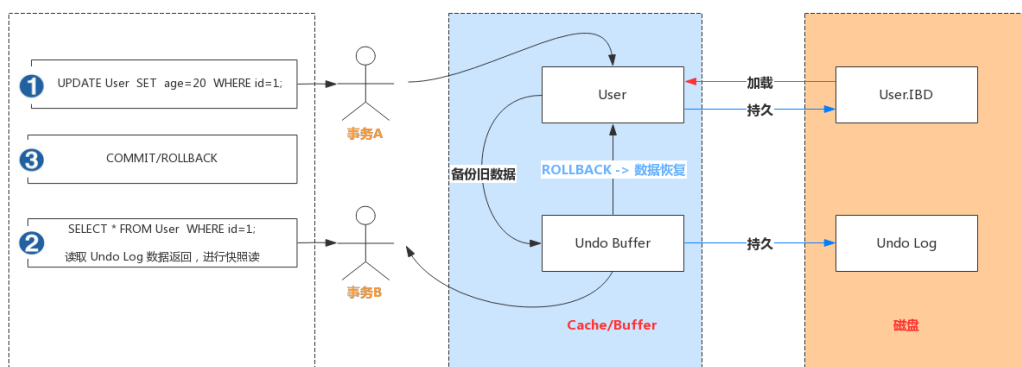 1
UPDATE User SET age=20 WHERE id=1;
事务A
3
COMMIT/ROLLBACK
2
SELECT * FROM User WHERE id=1;
读取 Undo Log 数据返回，进行快照读
事务B
User
备份旧数据
ROLLBACK -> 数据恢复
Undo Buffer
Cache/Buffer
加载
持久
User.IBD
持久
Undo Log
磁盘